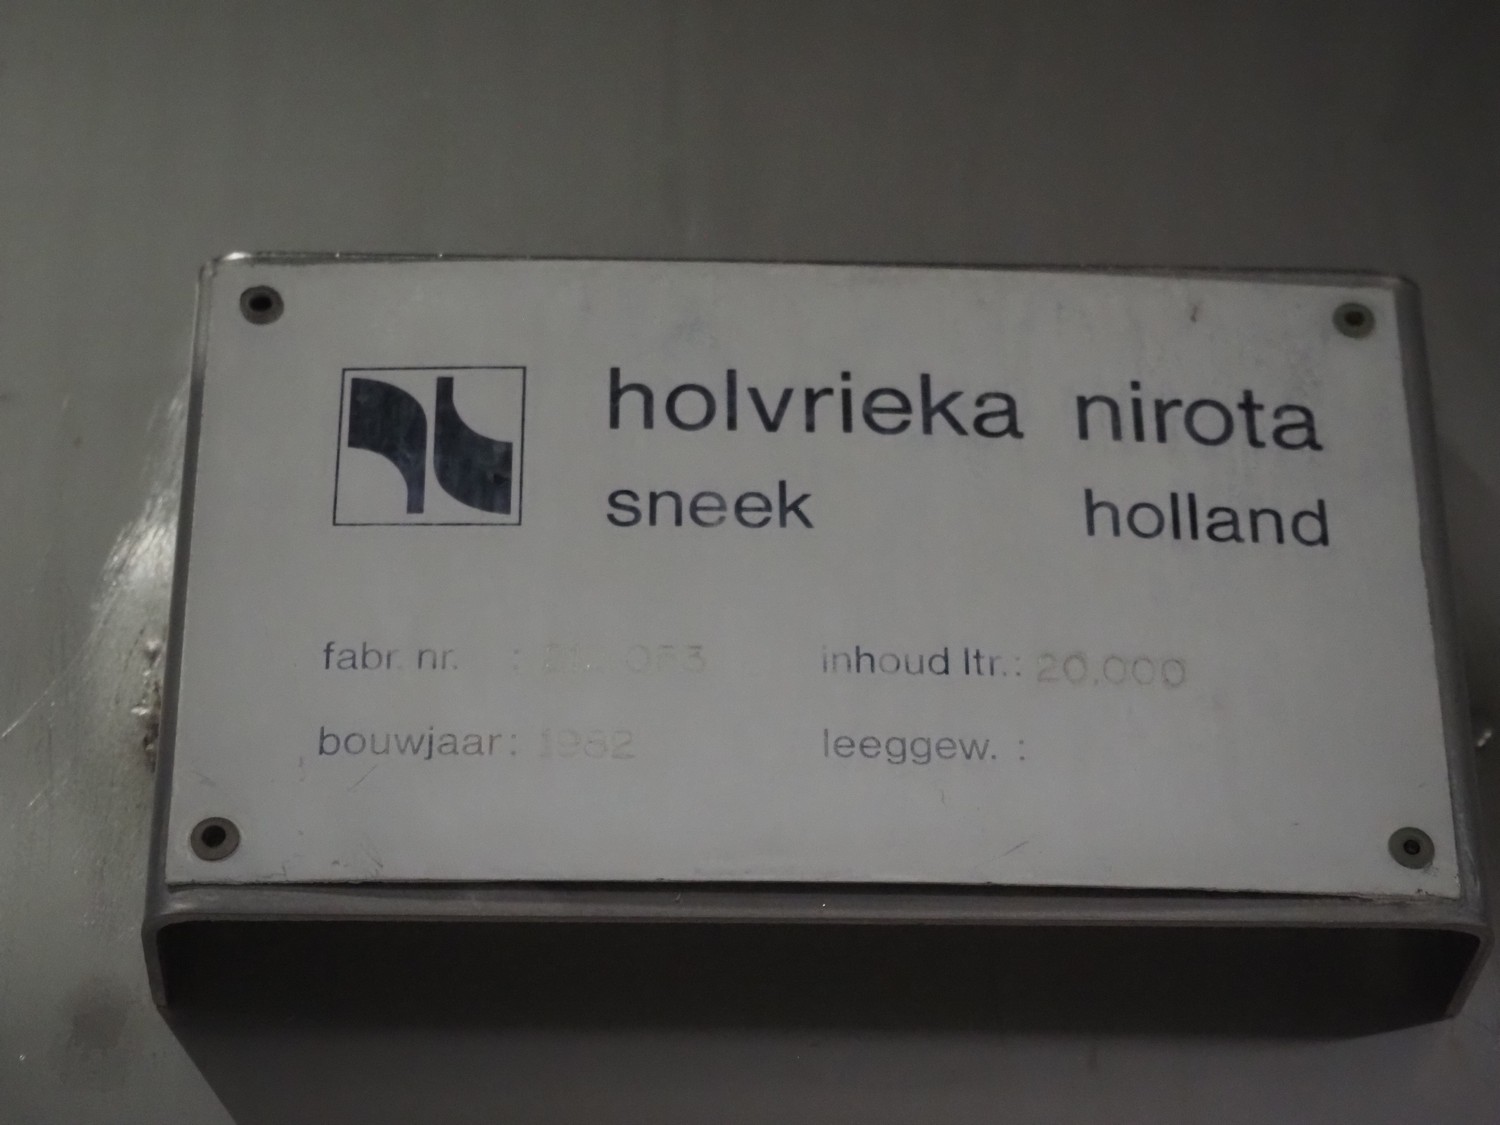 holvrieka nirota
sneek holland
fabr. nr. : inhoud ltr.: 20.000
bouwjaar: 1982 leeggew. :